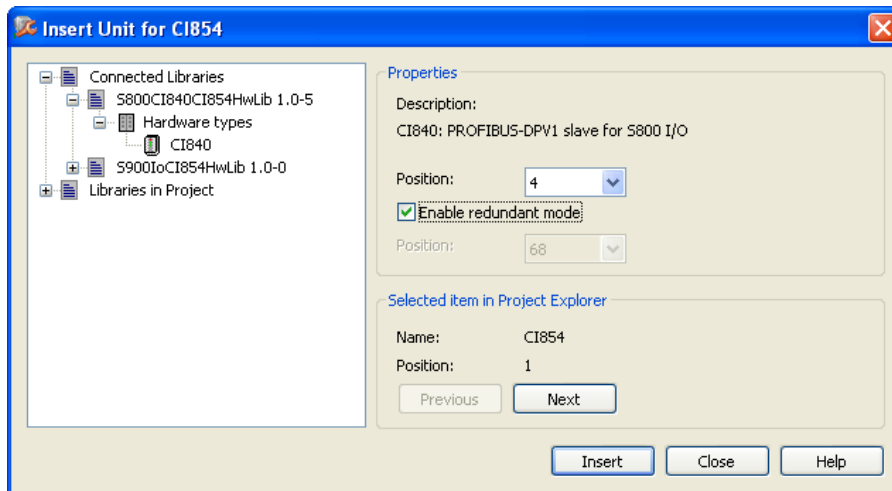 Insert Unit for CI854
Connected Libraries
S800CI840CI854HwLib 1.0-5
Hardware types
CI840
S900IoCI854HwLib 1.0-0
Libraries in Project
Properties
Description:
CI840: PROFIBUS-DPV1 slave for S800 I/O
Position: 4
Enable redundant mode
Position: 68
Selected item in Project Explorer
Name: CI854
Position: 1
Previous Next
Insert Close Help